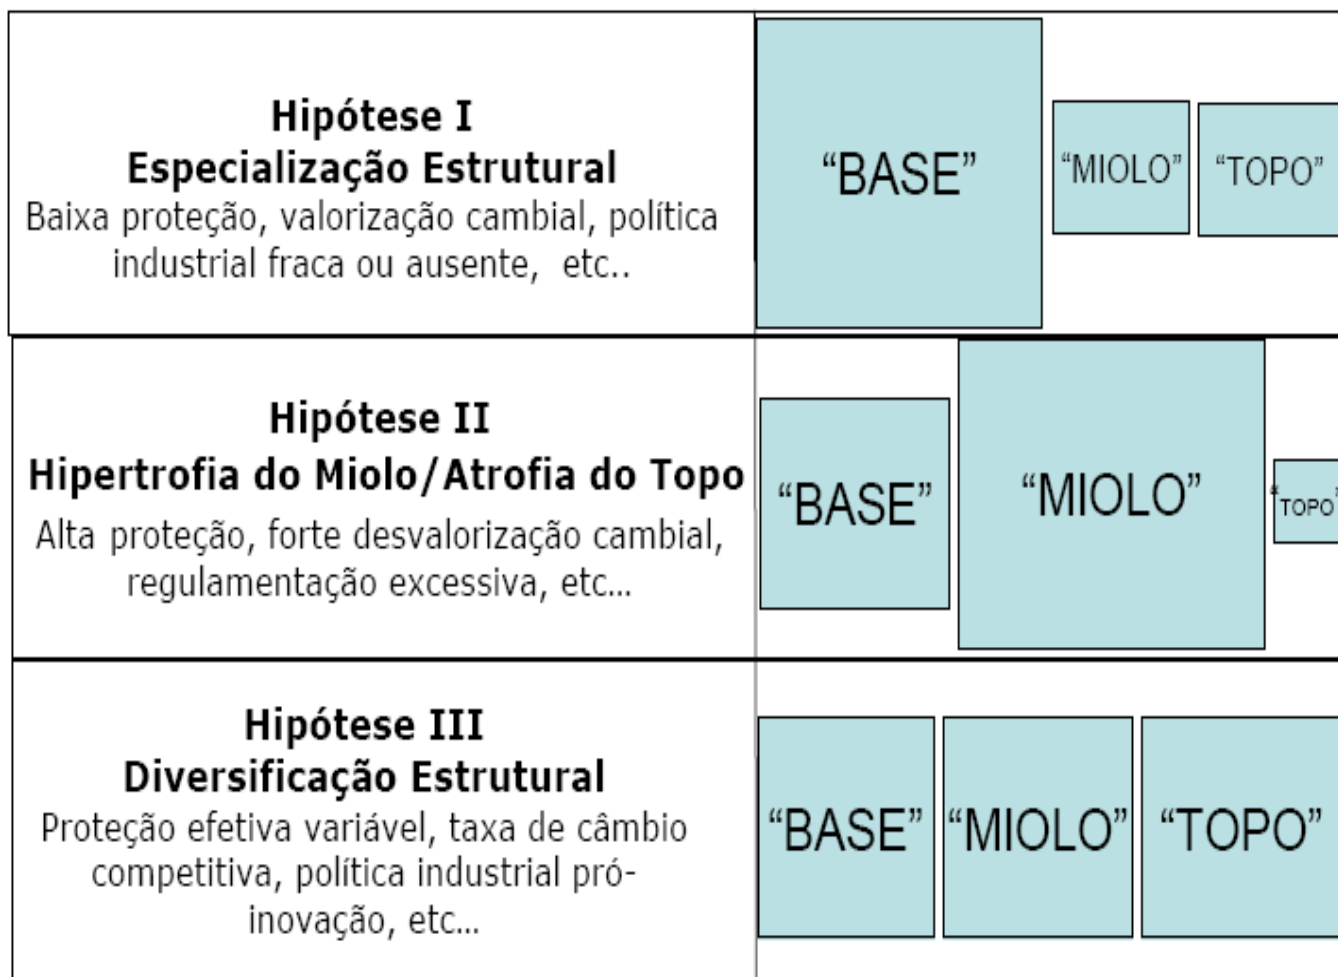 Hipótese I
Especialização Estrutural
Baixa proteção, valorização cambial, política
industrial fraca ou ausente,  etc..
“BASE”
“MIOLO”
“TOPO”
Hipótese II
Hipertrofia do Miolo/Atrofia do Topo
Alta proteção, forte desvalorização cambial,
regulamentação excessiva, etc...
“BASE”
“MIOLO”
“TOPO”
Hipótese III
Diversificação Estrutural
Proteção efetiva variável, taxa de câmbio
competitiva, política industrial pró-
inovação, etc...
“BASE”
“MIOLO”
“TOPO”